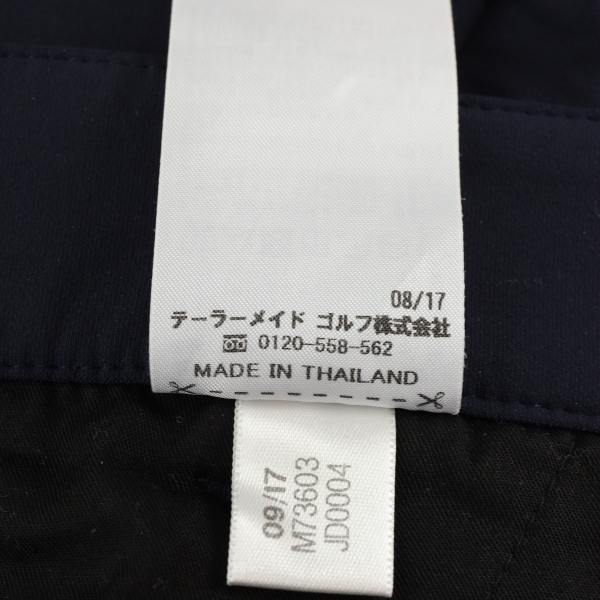 08/17
テーラーメイド ゴルフ株式会社
0120-558-562
MADE IN THAILAND
09/17
M73603
JD0004